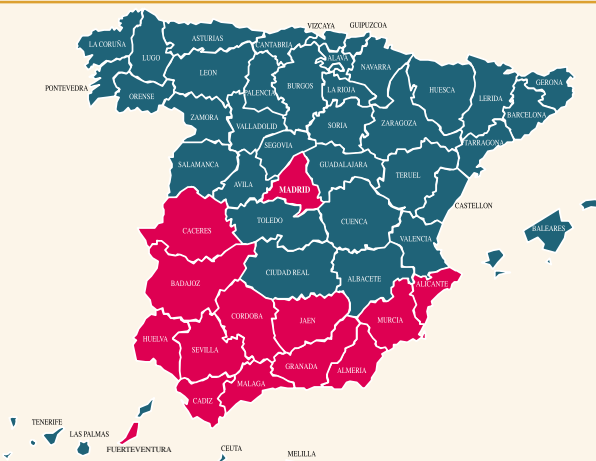 VIZCAYA
GUIPUZCOA
LA CORUÑA
ASTURIAS
CANTABRIA
LUGO
ALAVA
NAVARRA
PONTEVEDRA
LEON
PALENCIA
BURGOS
LA RIOJA
HUESCA
LERIDA
GERONA
ORENSE
ZAMORA
VALLADOLID
SORIA
ZARAGOZA
BARCELONA
TARRAGONA
SEGOVIA
SALAMANCA
AVILA
MADRID
GUADALAJARA
TERUEL
CASTELLON
CACERES
TOLEDO
CUENCA
VALENCIA
BALEARES
BADAJOZ
CIUDAD REAL
ALBACETE
ALICANTE
CORDOBA
JAEN
MURCIA
HUELVA
SEVILLA
GRANADA
ALMERIA
MALAGA
CADIZ
TENERIFE
LAS PALMAS
FUERTEVENTURA
CEUTA
MELILLA